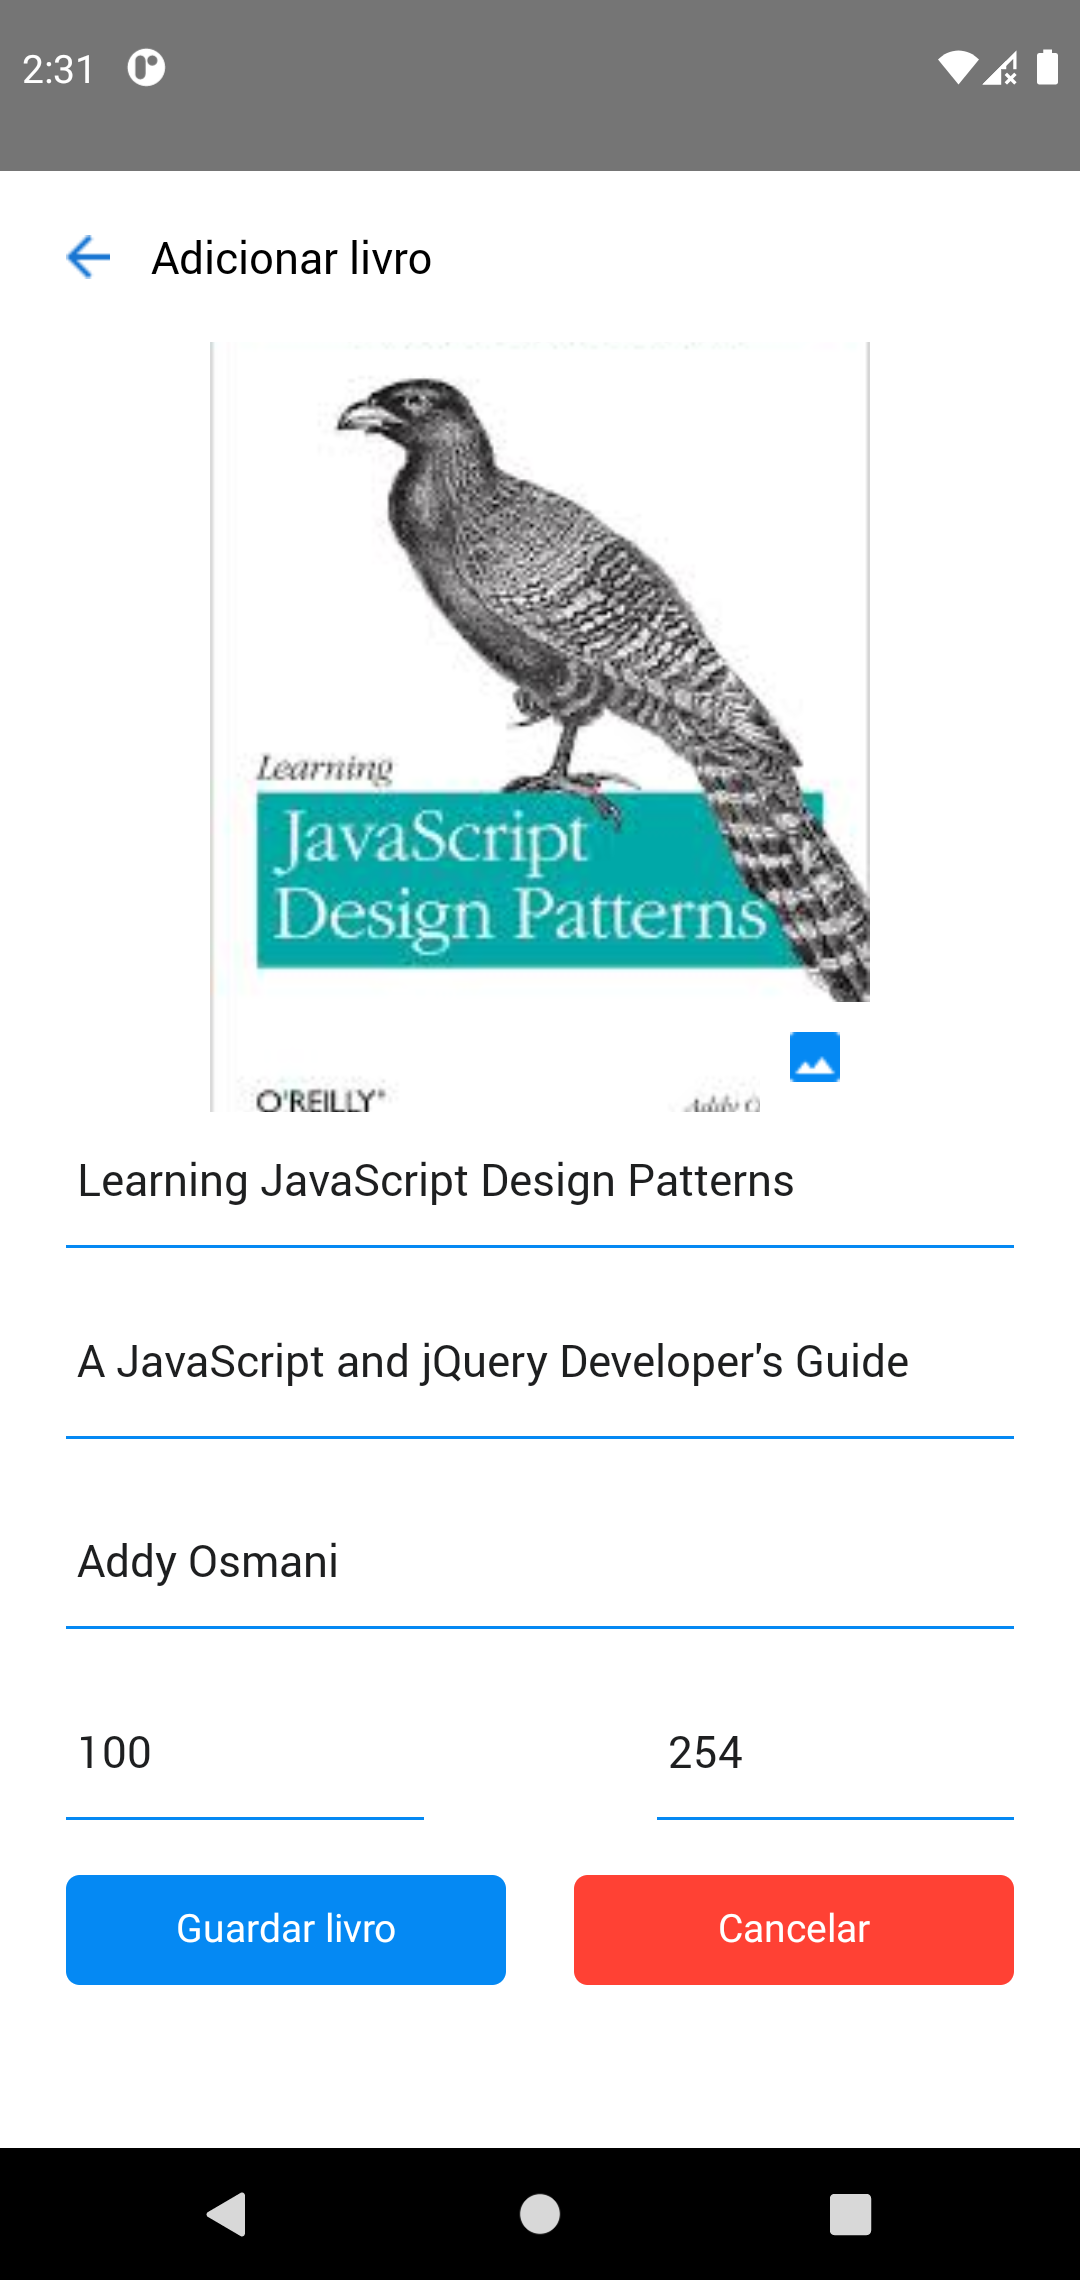 2:31
Adicionar livro
Learning
JavaScript
Design Patterns
O'REILLY®
Addy
Learning JavaScript Design Patterns
A JavaScript and jQuery Developer's Guide
Addy Osmani
100
254
Guardar livro
Cancelar